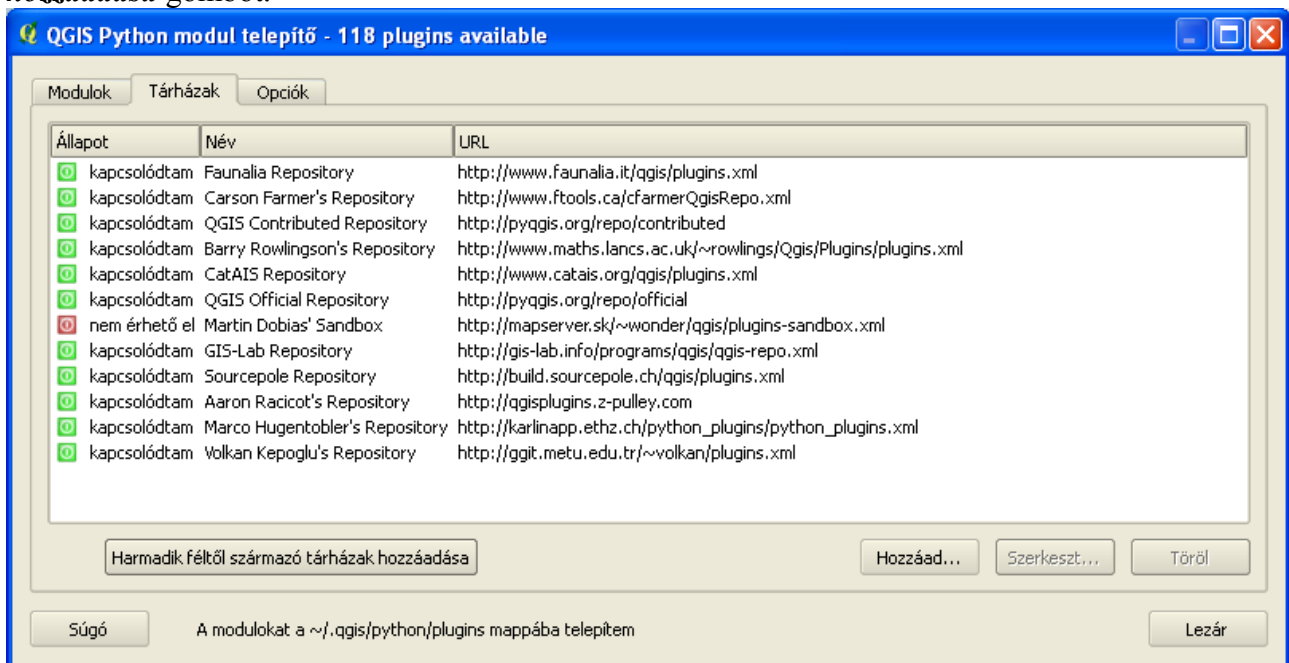 hozzáadása gombot.
QGIS Python modul telepítő - 118 plugins available
Modulok Tárházak Opciók
Állapot Név URL
kapcsolódtam Faunalia Repository http://www.faunalia.it/qgis/plugins.xml
kapcsolódtam Carson Farmer's Repository http://www.ftools.ca/cfarmerQgisRepo.xml
kapcsolódtam QGIS Contributed Repository http://pyqgis.org/repo/contributed
kapcsolódtam Barry Rowlingson's Repository http://www.maths.lancs.ac.uk/~rowlings/Qgis/Plugins/plugins.xml
kapcsolódtam CatAIS Repository http://www.catais.org/qgis/plugins.xml
kapcsolódtam QGIS Official Repository http://pyqgis.org/repo/official
nem érhető el Martin Dobias' Sandbox http://mapserver.sk/~wonder/qgis/plugins-sandbox.xml
kapcsolódtam GIS-Lab Repository http://gis-lab.info/programs/qgis/qgis-repo.xml
kapcsolódtam Sourcepole Repository http://build.sourcepole.ch/qgis/plugins.xml
kapcsolódtam Aaron Racicot's Repository http://qgisplugins.z-pulley.com
kapcsolódtam Marco Hugentobler's Repository http://karlinapp.ethz.ch/python_plugins/python_plugins.xml
kapcsolódtam Volkan Kepoglu's Repository http://ggit.metu.edu.tr/~volkan/plugins.xml
Harmadik féltől származó tárházak hozzáadása Hozzáad... Szerkeszt... Töröl
Súgó A modulokat a ~/.qgis/python/plugins mappába telepítem Lezár